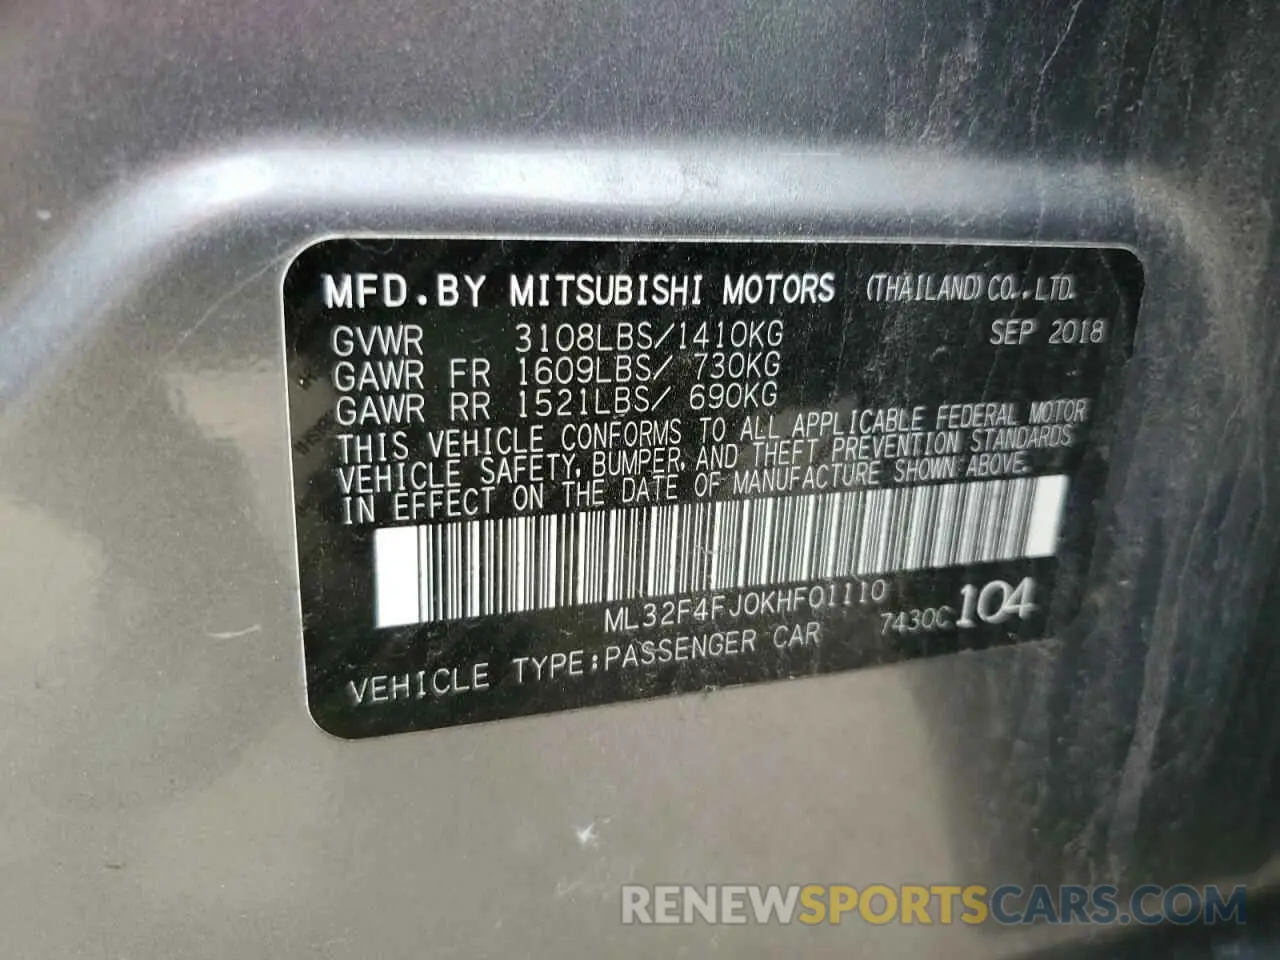 MFD.BY MITSUBISHI MOTORS (THAILAND) CO., LTD.
GVWR 3108LBS/1410KG SEP 2018
GAWR FR 1609LBS/ 730KG
GAWR RR 1521LBS/ 690KG
THIS VEHICLE CONFORMS TO ALL APPLICABLE FEDERAL MOTOR
VEHICLE SAFETY, BUMPER, AND THEFT PREVENTION STANDARDS
IN EFFECT ON THE DATE OF MANUFACTURE SHOWN ABOVE.
ML32F4FJ0KHF01110
VEHICLE TYPE:PASSENGER CAR 7430C 104
RENEWSPORTSCARS.COM